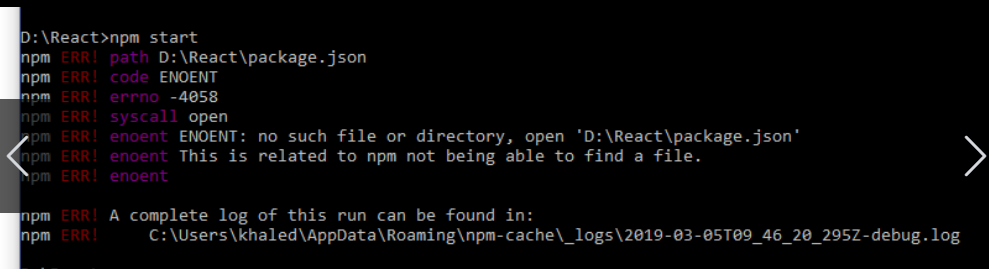 D:\React>npm start
npm ERR! path D:\React\package.json
npm ERR! code ENOENT
npm ERR! errno -4058
npm ERR! syscall open
npm ERR! enoent ENOENT: no such file or directory, open 'D:\React\package.json'
npm ERR! enoent This is related to npm not being able to find a file.
npm ERR! enoent
npm ERR! A complete log of this run can be found in:
npm ERR!     C:\Users\khaled\AppData\Roaming\npm-cache\_logs\2019-03-05T09_46_20_295Z-debug.log